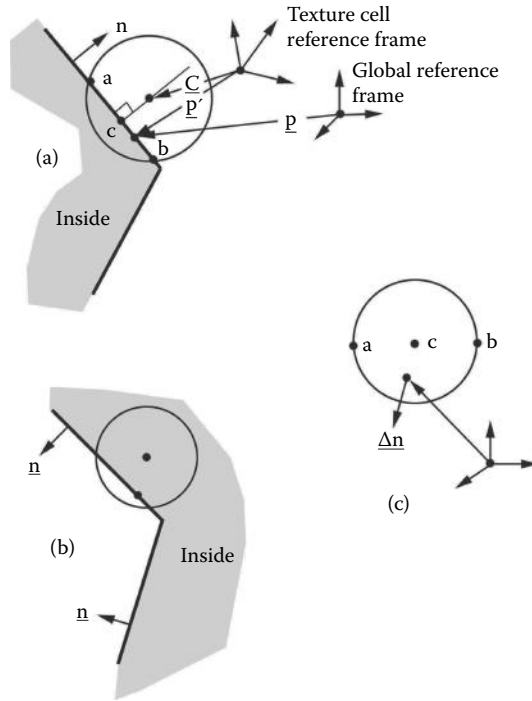 n
Texture cell
reference frame
Global reference
frame
a
C
p´
c
p
b
(a)
Inside
a
c
b
Δn
(c)
n
(b)
Inside
n